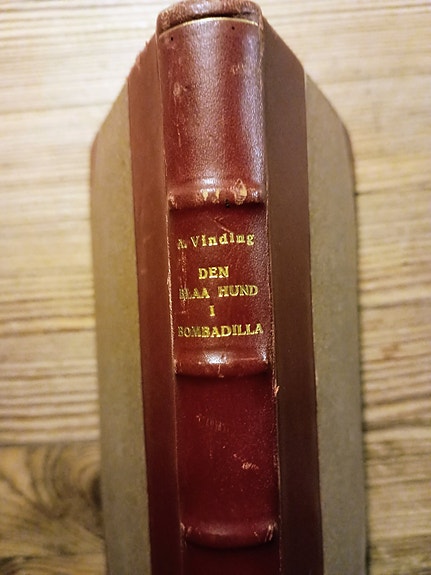 A. Vinding
DEN
BLAA HUND
I
BOMBADILLA